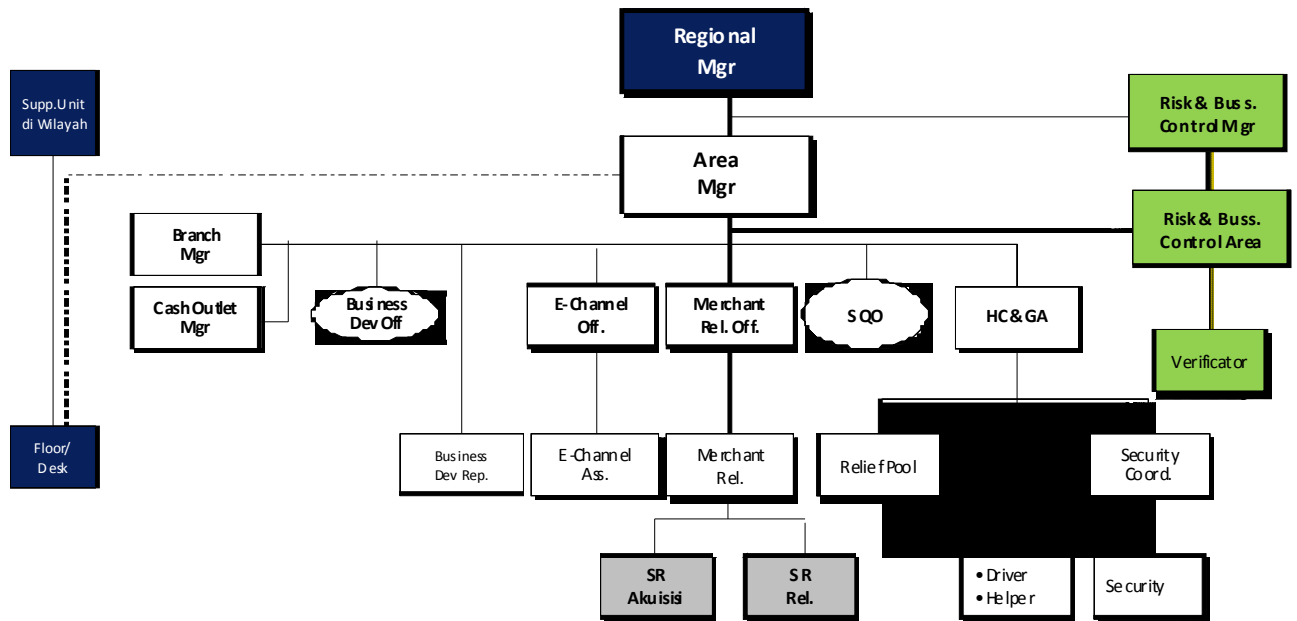 Regional
Mgr
Supp.Unit
di Wilayah
Risk & Buss.
Control Mgr
Area
Mgr
Branch
Mgr
Risk & Buss.
Control Area
Cash Outlet
Mgr
Business
Dev Off
E-Channel
Off.
Merchant
Rel. Off.
SQO
HC & GA
Verificator
Floor/
Desk
Business
Dev Rep.
E-Channel
Ass.
Merchant
Rel.
Relief Pool
Security
Coord.
SR
Akuisisi
SR
Rel.
• Driver
• Helper
Security